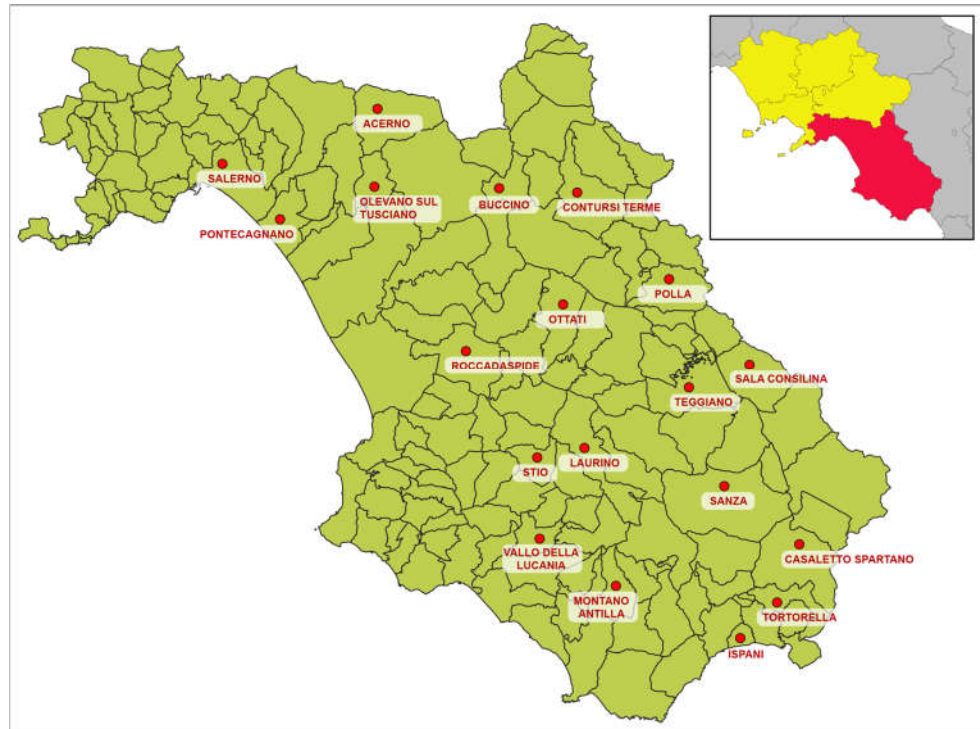 ACERNO
SALERNO
OLEVANO SUL
TUSCIANO
BUCCINO
CONTURSI TERME
PONTECAGNANO
POLLA
OTTATI
ROCCADASPIDE
SALA CONSILINA
TEGGIANO
LAURINO
STIO
SANZA
VALLO DELLA
LUCANIA
CASALETTO SPARTANO
MONTANO
ANTILLA
TORTORELLA
ISPANI